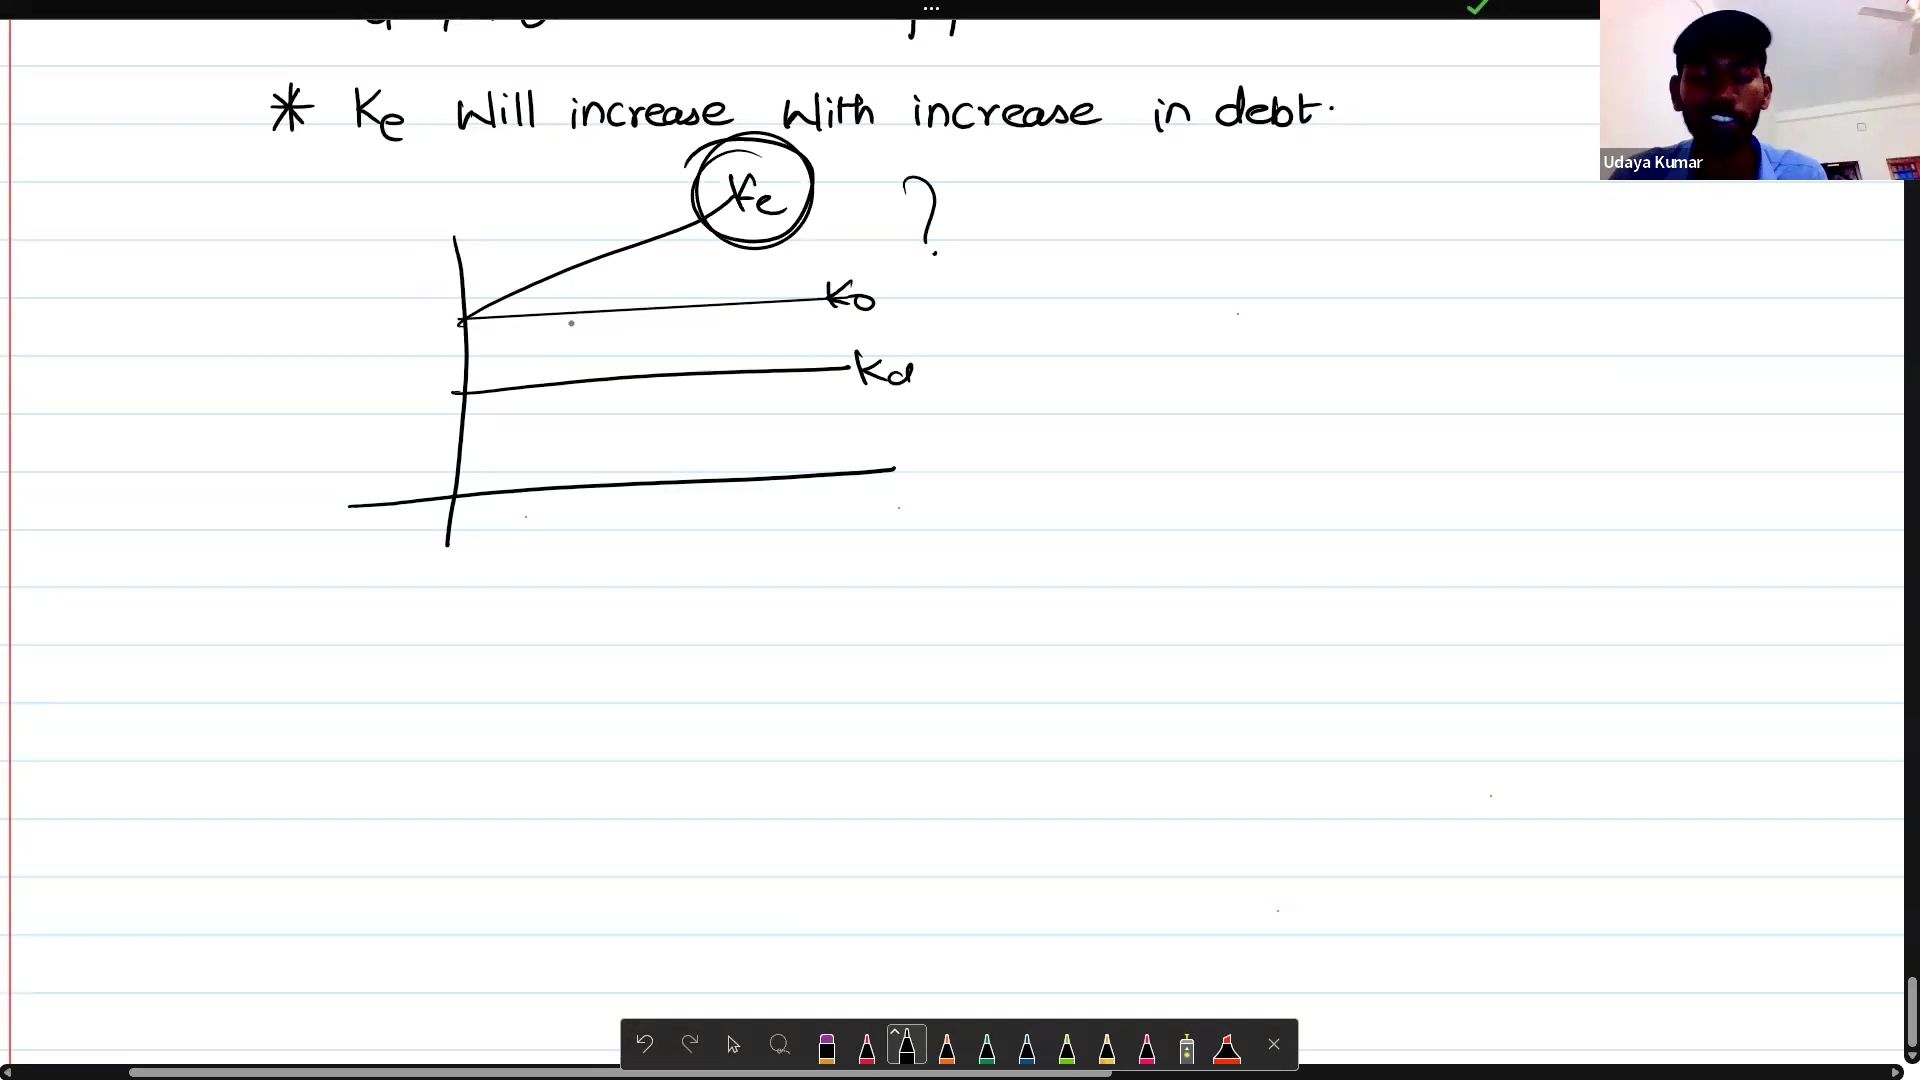 * Ke Will increase With increase in debt.
Udaya Kumar
Ke ?
Ko
Kd